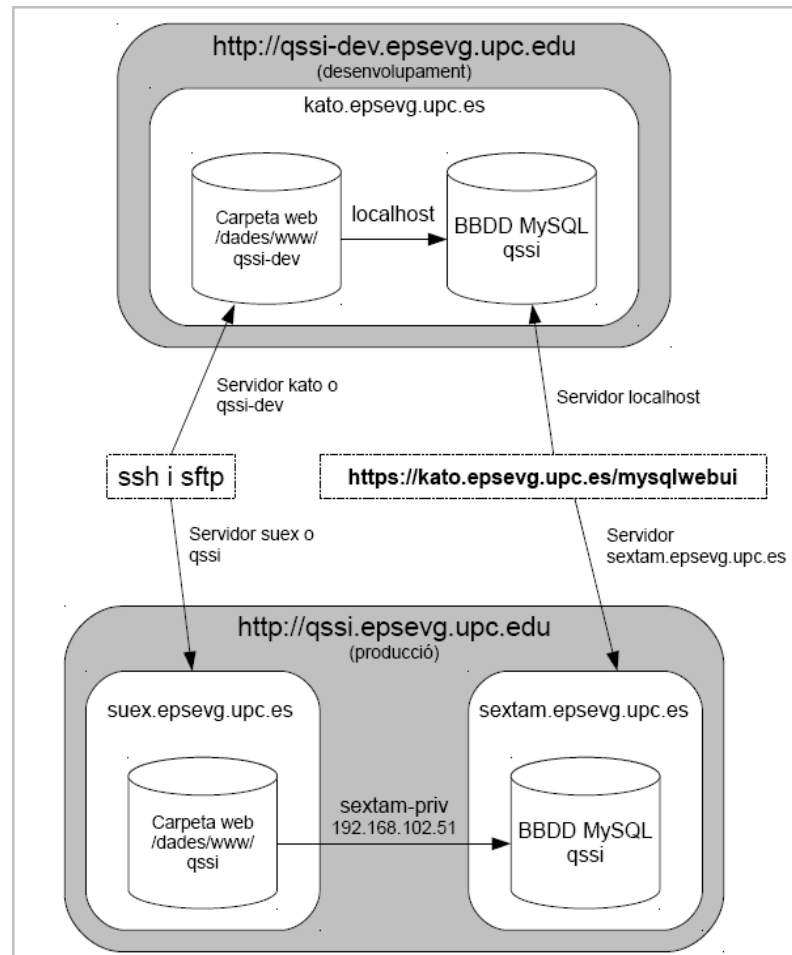 http://qssi-dev.epsevg.upc.edu
(desenvolupament)
kato.epsevg.upc.es
Carpeta web
/dades/www/
qssi-dev
localhost
BBDD MySQL
qssi
Servidor kato o
qssi-dev
Servidor localhost
ssh i sftp
https://kato.epsevg.upc.es/mysqlwebui
Servidor suex o
qssi
Servidor
sextam.epsevg.upc.es
http://qssi.epsevg.upc.edu
(producció)
suex.epsevg.upc.es
sextam.epsevg.upc.es
Carpeta web
/dades/www/
qssi
sextam-priv
192.168.102.51
BBDD MySQL
qssi